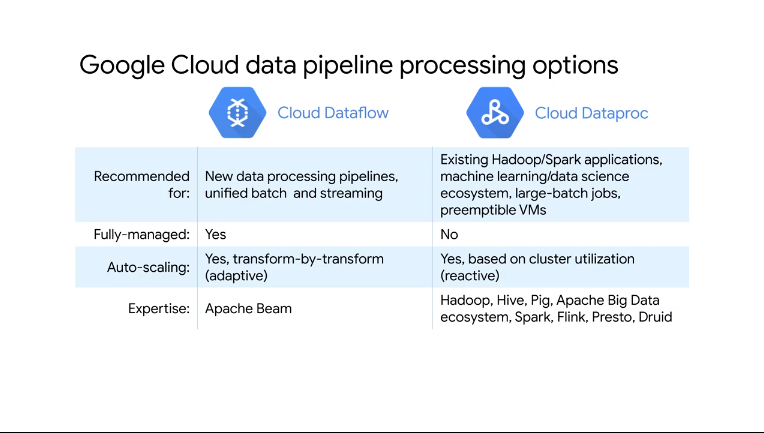 Google Cloud data pipeline processing options
Cloud Dataflow
Cloud Dataproc
Recommended
for:
New data processing pipelines,
unified batch and streaming
Existing Hadoop/Spark applications,
machine learning/data science
ecosystem, large-batch jobs,
preemptible VMs
Fully-managed:
Yes
No
Auto-scaling:
Yes, transform-by-transform
(adaptive)
Yes, based on cluster utilization
(reactive)
Expertise:
Apache Beam
Hadoop, Hive, Pig, Apache Big Data
ecosystem, Spark, Flink, Presto, Druid